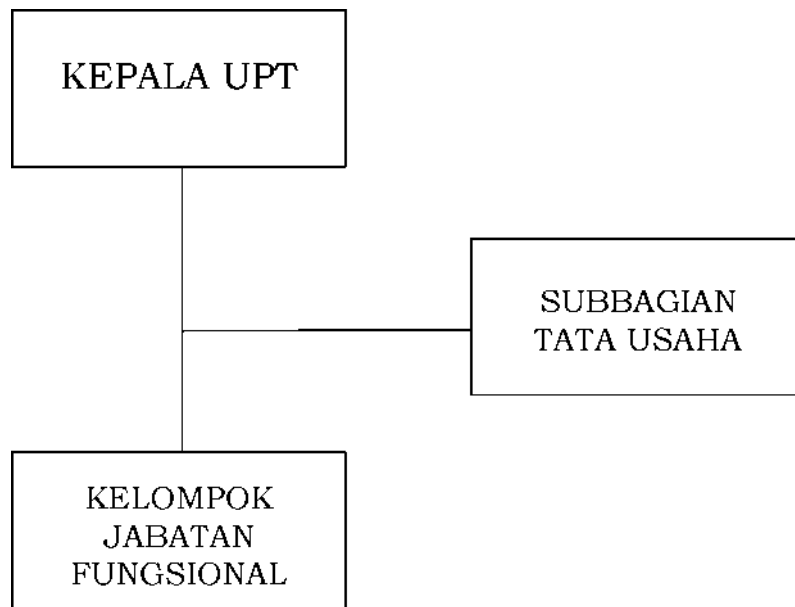 KEPALA UPT
SUBBAGIAN
TATA USAHA
KELOMPOK
JABATAN
FUNGSIONAL